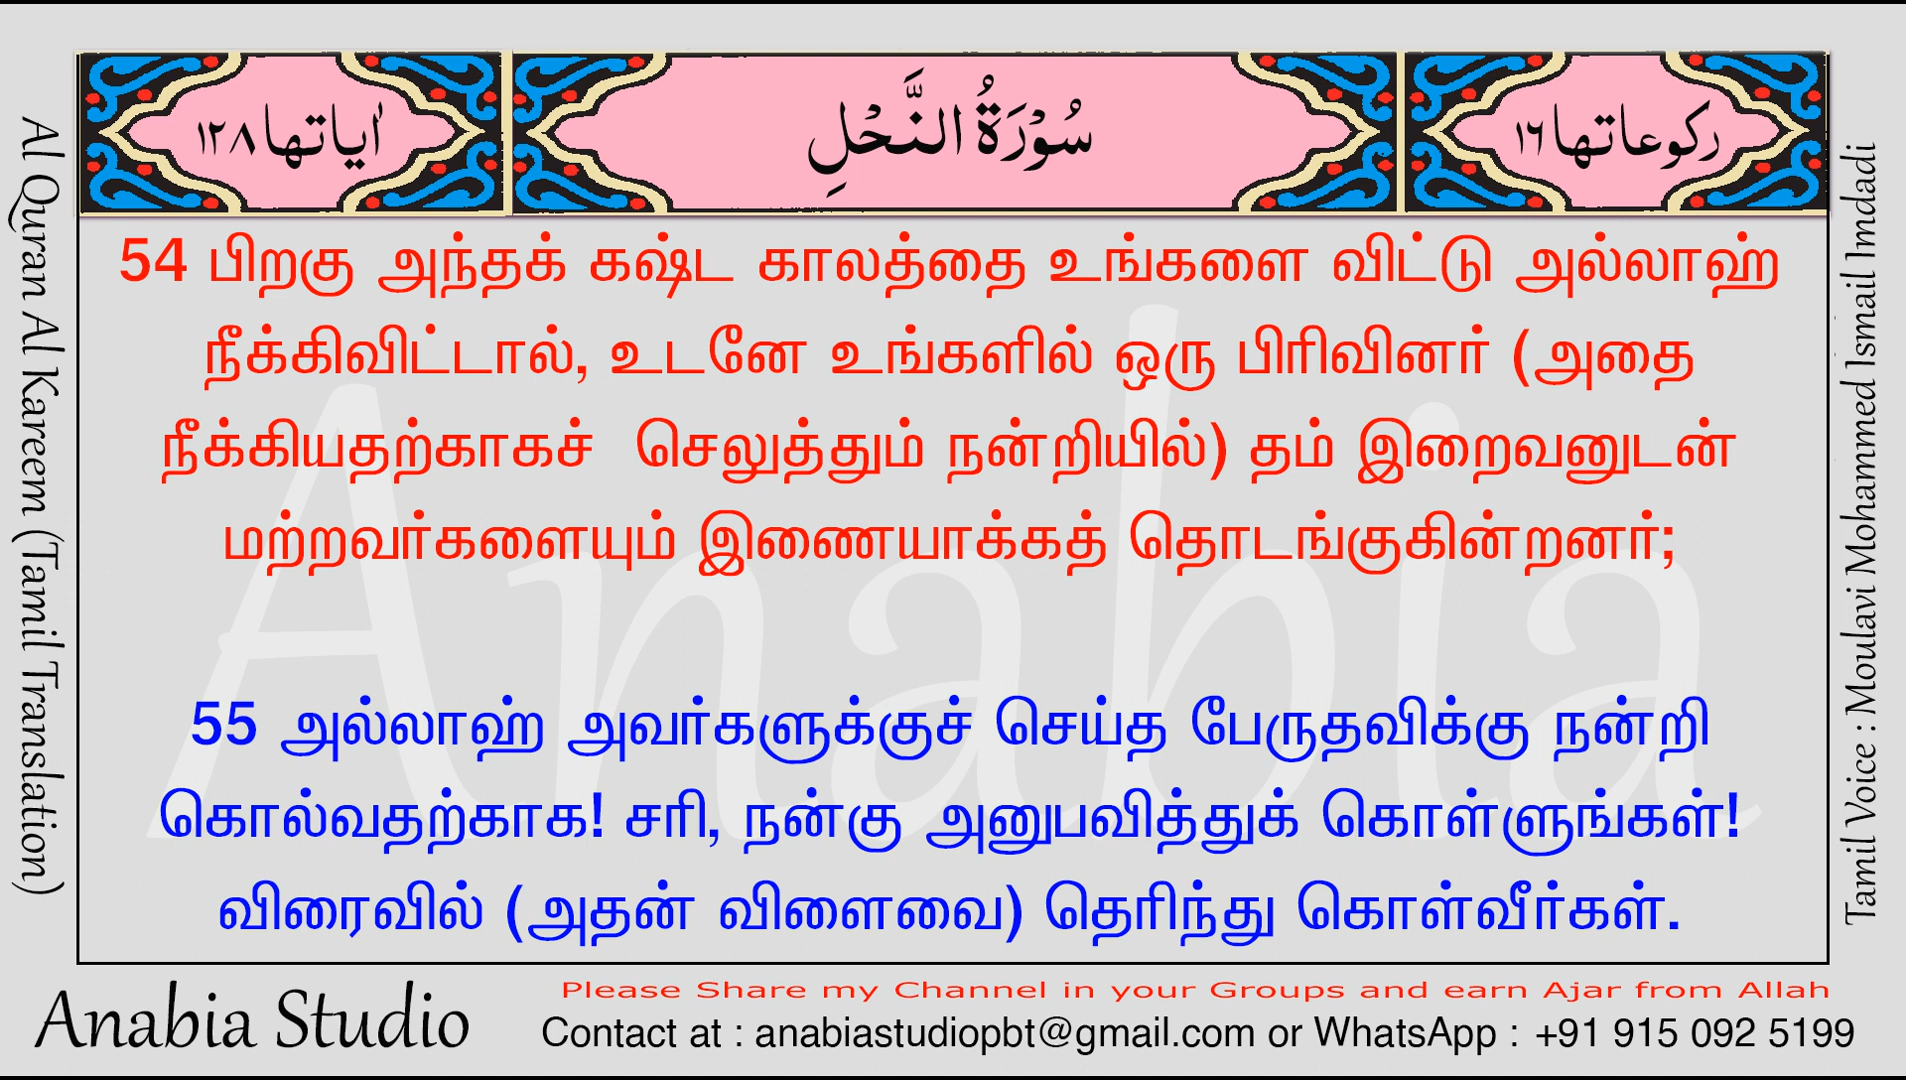 اٰياتها ١٢٨
سُوْرَةُ النَّحْلِ
ركوعاتها ١٦
Al Quran Al Kareem (Tamil Translation)
54 பிறகு அந்தக் கஷ்ட காலத்தை உங்களை விட்டு அல்லாஹ்
நீக்கிவிட்டால், உடனே உங்களில் ஒரு பிரிவினர் (அதை
நீக்கியதற்காகச் செலுத்தும் நன்றியில்) தம் இறைவனுடன்
மற்றவர்களையும் இணையாக்கத் தொடங்குகின்றனர்;
55 அல்லாஹ் அவர்களுக்குச் செய்த பேருதவிக்கு நன்றி
கொல்வதற்காக! சரி, நன்கு அனுபவித்துக் கொள்ளுங்கள்!
விரைவில் (அதன் விளைவை) தெரிந்து கொள்வீர்கள்.
Anabia
Tamil Voice : Moulavi Mohammed Ismail Imdadi
Anabia Studio
Please Share my Channel in your Groups and earn Ajar from Allah
Contact at : anabiastudiopbt@gmail.com or WhatsApp : +91 915 092 5199